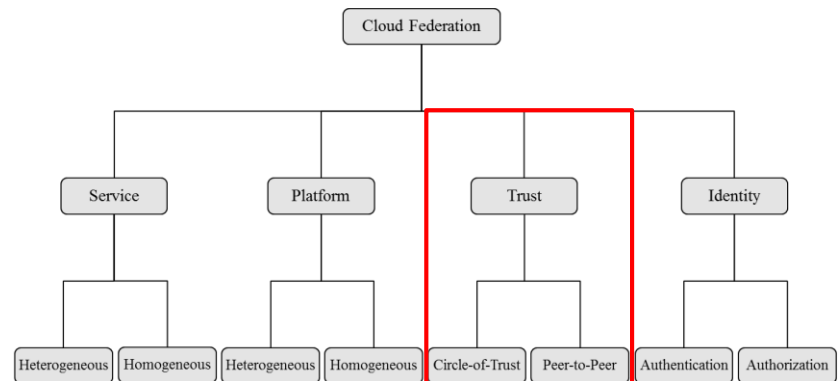 Cloud Federation
Service
Platform
Trust
Identity
Heterogeneous
Homogeneous
Heterogeneous
Homogeneous
Circle-of-Trust
Peer-to-Peer
Authentication
Authorization